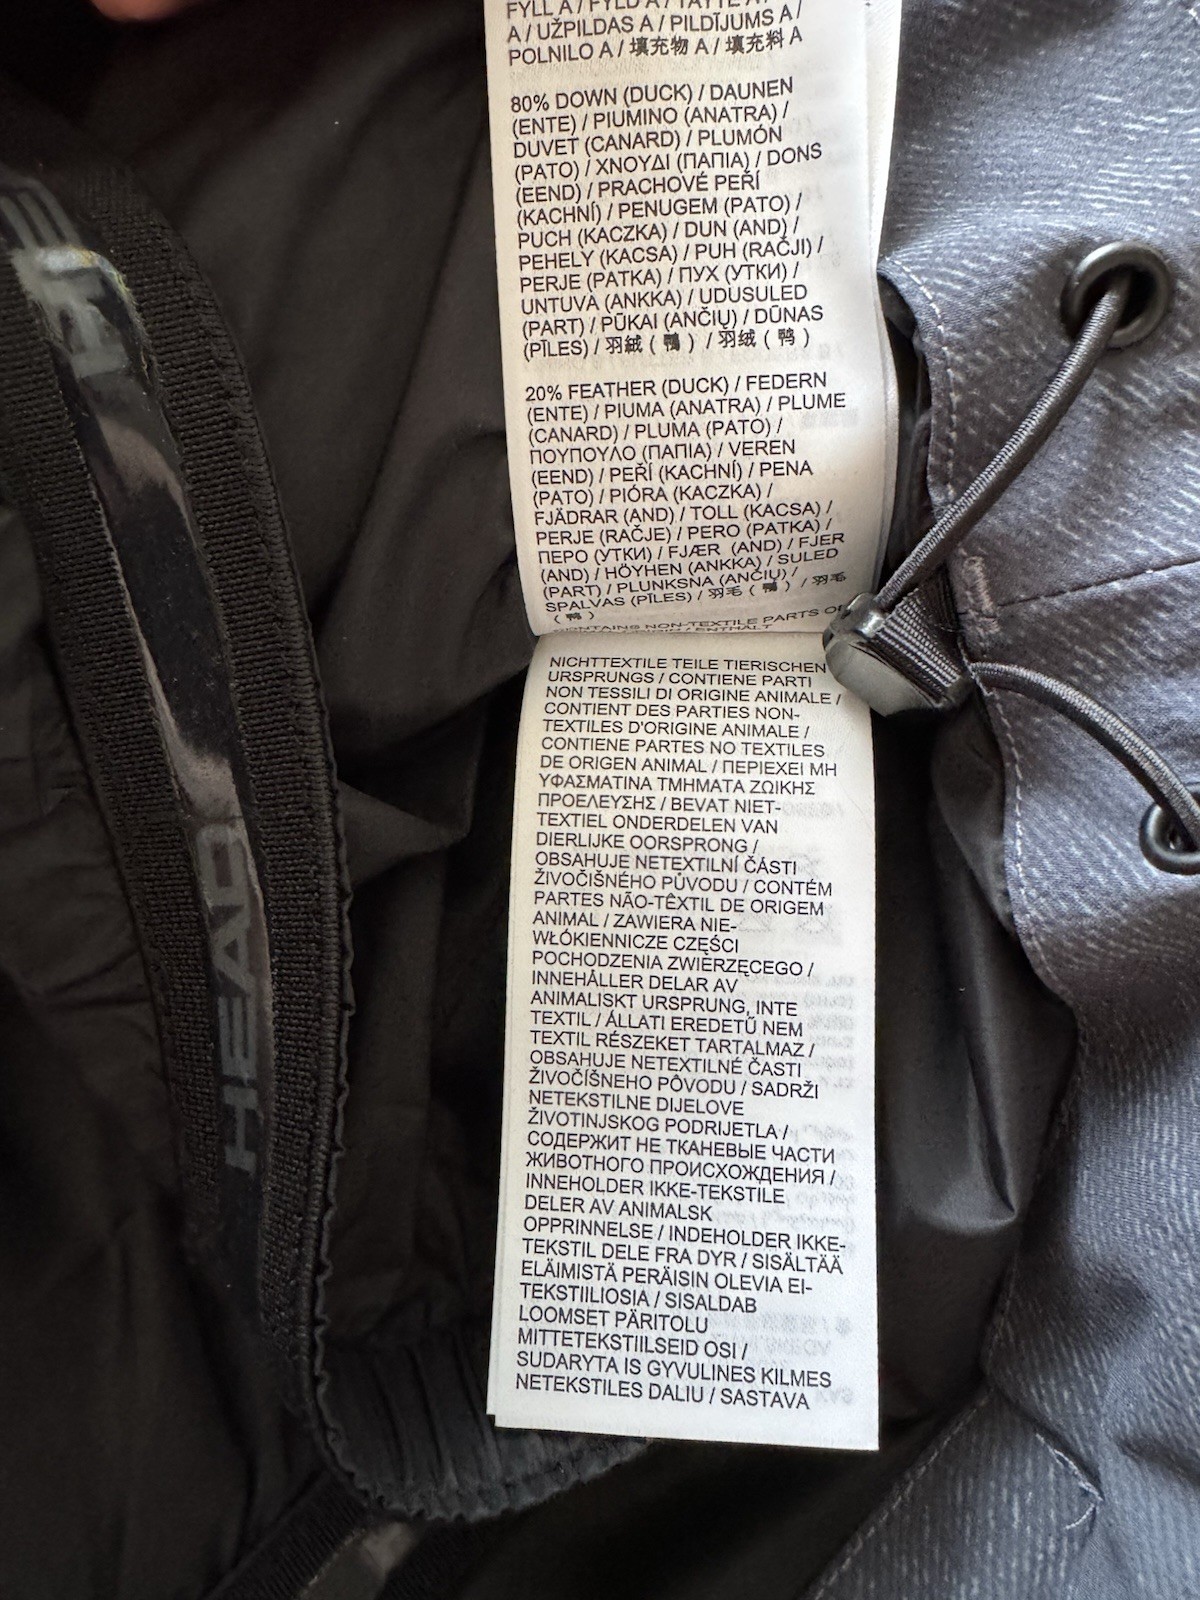 FYLL A / FYLD A / TÄYTE A /
A / UŽPILDAS A / PILDĪJUMS A /
POLNILO A / 填充物 A / 填充料 A
80% DOWN (DUCK) / DAUNEN
(ENTE) / PIUMINO (ANATRA) /
DUVET (CANARD) / PLUMÓN
(PATO) / ΧΝΟΥΔΙ (ΠΑΠΙΑ) / DONS
(EEND) / PRACHOVÉ PEŘÍ
(KACHNÍ) / PENUGEM (PATO) /
PUCH (KACZKA) / DUN (AND) /
PEHELY (KACSA) / PUH (RAČJI) /
PERJE (PATKA) / ПУХ (УТКИ) /
UNTUVA (ANKKA) / UDUSULED
(PART) / PŪKAI (ANČIŲ) / DŪNAS
(PĪLES) / 羽絨 ( 鴨 ) / 羽绒 ( 鸭 )
20% FEATHER (DUCK) / FEDERN
(ENTE) / PIUMA (ANATRA) / PLUME
(CANARD) / PLUMA (PATO) /
ΠΟΥΠΟΥΛΟ (ΠΑΠΙΑ) / VEREN
(EEND) / PEŘÍ (KACHNÍ) / PENA
(PATO) / PIÓRA (KACZKA) /
FJÄDRAR (AND) / TOLL (KACSA) /
PERJE (RAČJE) / PERO (PATKA) /
ПЕРО (УТКИ) / FJÆR (AND) / FJER
(AND) / HÖYHEN (ANKKA) / SULED
(PART) / PLUNKSNA (ANČIŲ) /
SPALVAS (PĪLES) / 羽毛 ( 鴨 ) / 羽毛
( 鸭 )
CONTAINS NON-TEXTILE PARTS OF
ENTHÄLT
NICHTTEXTILE TEILE TIERISCHEN
URSPRUNGS / CONTIENE PARTI
NON TESSILI DI ORIGINE ANIMALE /
CONTIENT DES PARTIES NON-
TEXTILES D'ORIGINE ANIMALE /
CONTIENE PARTES NO TEXTILES
DE ORIGEN ANIMAL / ΠΕΡΙΕΧΕΙ ΜΗ
ΥΦΑΣΜΑΤΙΝΑ ΤΜΗΜΑΤΑ ΖΩΙΚΗΣ
ΠΡΟΕΛΕΥΣΗΣ / BEVAT NIET-
TEXTIEL ONDERDELEN VAN
DIERLIJKE OORSPRONG /
OBSAHUJE NETEXTILNÍ ČÁSTI
ŽIVOČIŠNÉHO PŮVODU / CONTÉM
PARTES NÃO-TÊXTIL DE ORIGEM
ANIMAL / ZAWIERA NIE-
WŁÓKIENNICZE CZĘŚCI
POCHODZENIA ZWIERZĘCEGO /
INNEHÅLLER DELAR AV
ANIMALISKT URSPRUNG, INTE
TEXTIL / ÁLLATI EREDETŰ NEM
TEXTIL RÉSZEKET TARTALMAZ /
OBSAHUJE NETEXTILNÉ ČASTI
ŽIVOČÍŠNEHO PÔVODU / SADRŽI
NETEKSTILNE DIJELOVE
ŽIVOTINJSKOG PODRIJETLA /
СОДЕРЖИТ НЕ ТКАНЕВЫЕ ЧАСТИ
ЖИВОТНОГО ПРОИСХОЖДЕНИЯ /
INNEHOLDER IKKE-TEKSTILE
DELER AV ANIMALSK
OPPRINNELSE / INDEHOLDER IKKE-
TEKSTIL DELE FRA DYR / SISÄLTÄÄ
ELÄIMISTÄ PERÄISIN OLEVIA EI-
TEKSTIILIOSIA / SISALDAB
LOOMSET PÄRITOLU
MITTETEKSTIILSEID OSI /
SUDARYTA IS GYVULINES KILMES
NETEKSTILES DALIU / SASTAVA
HEAD